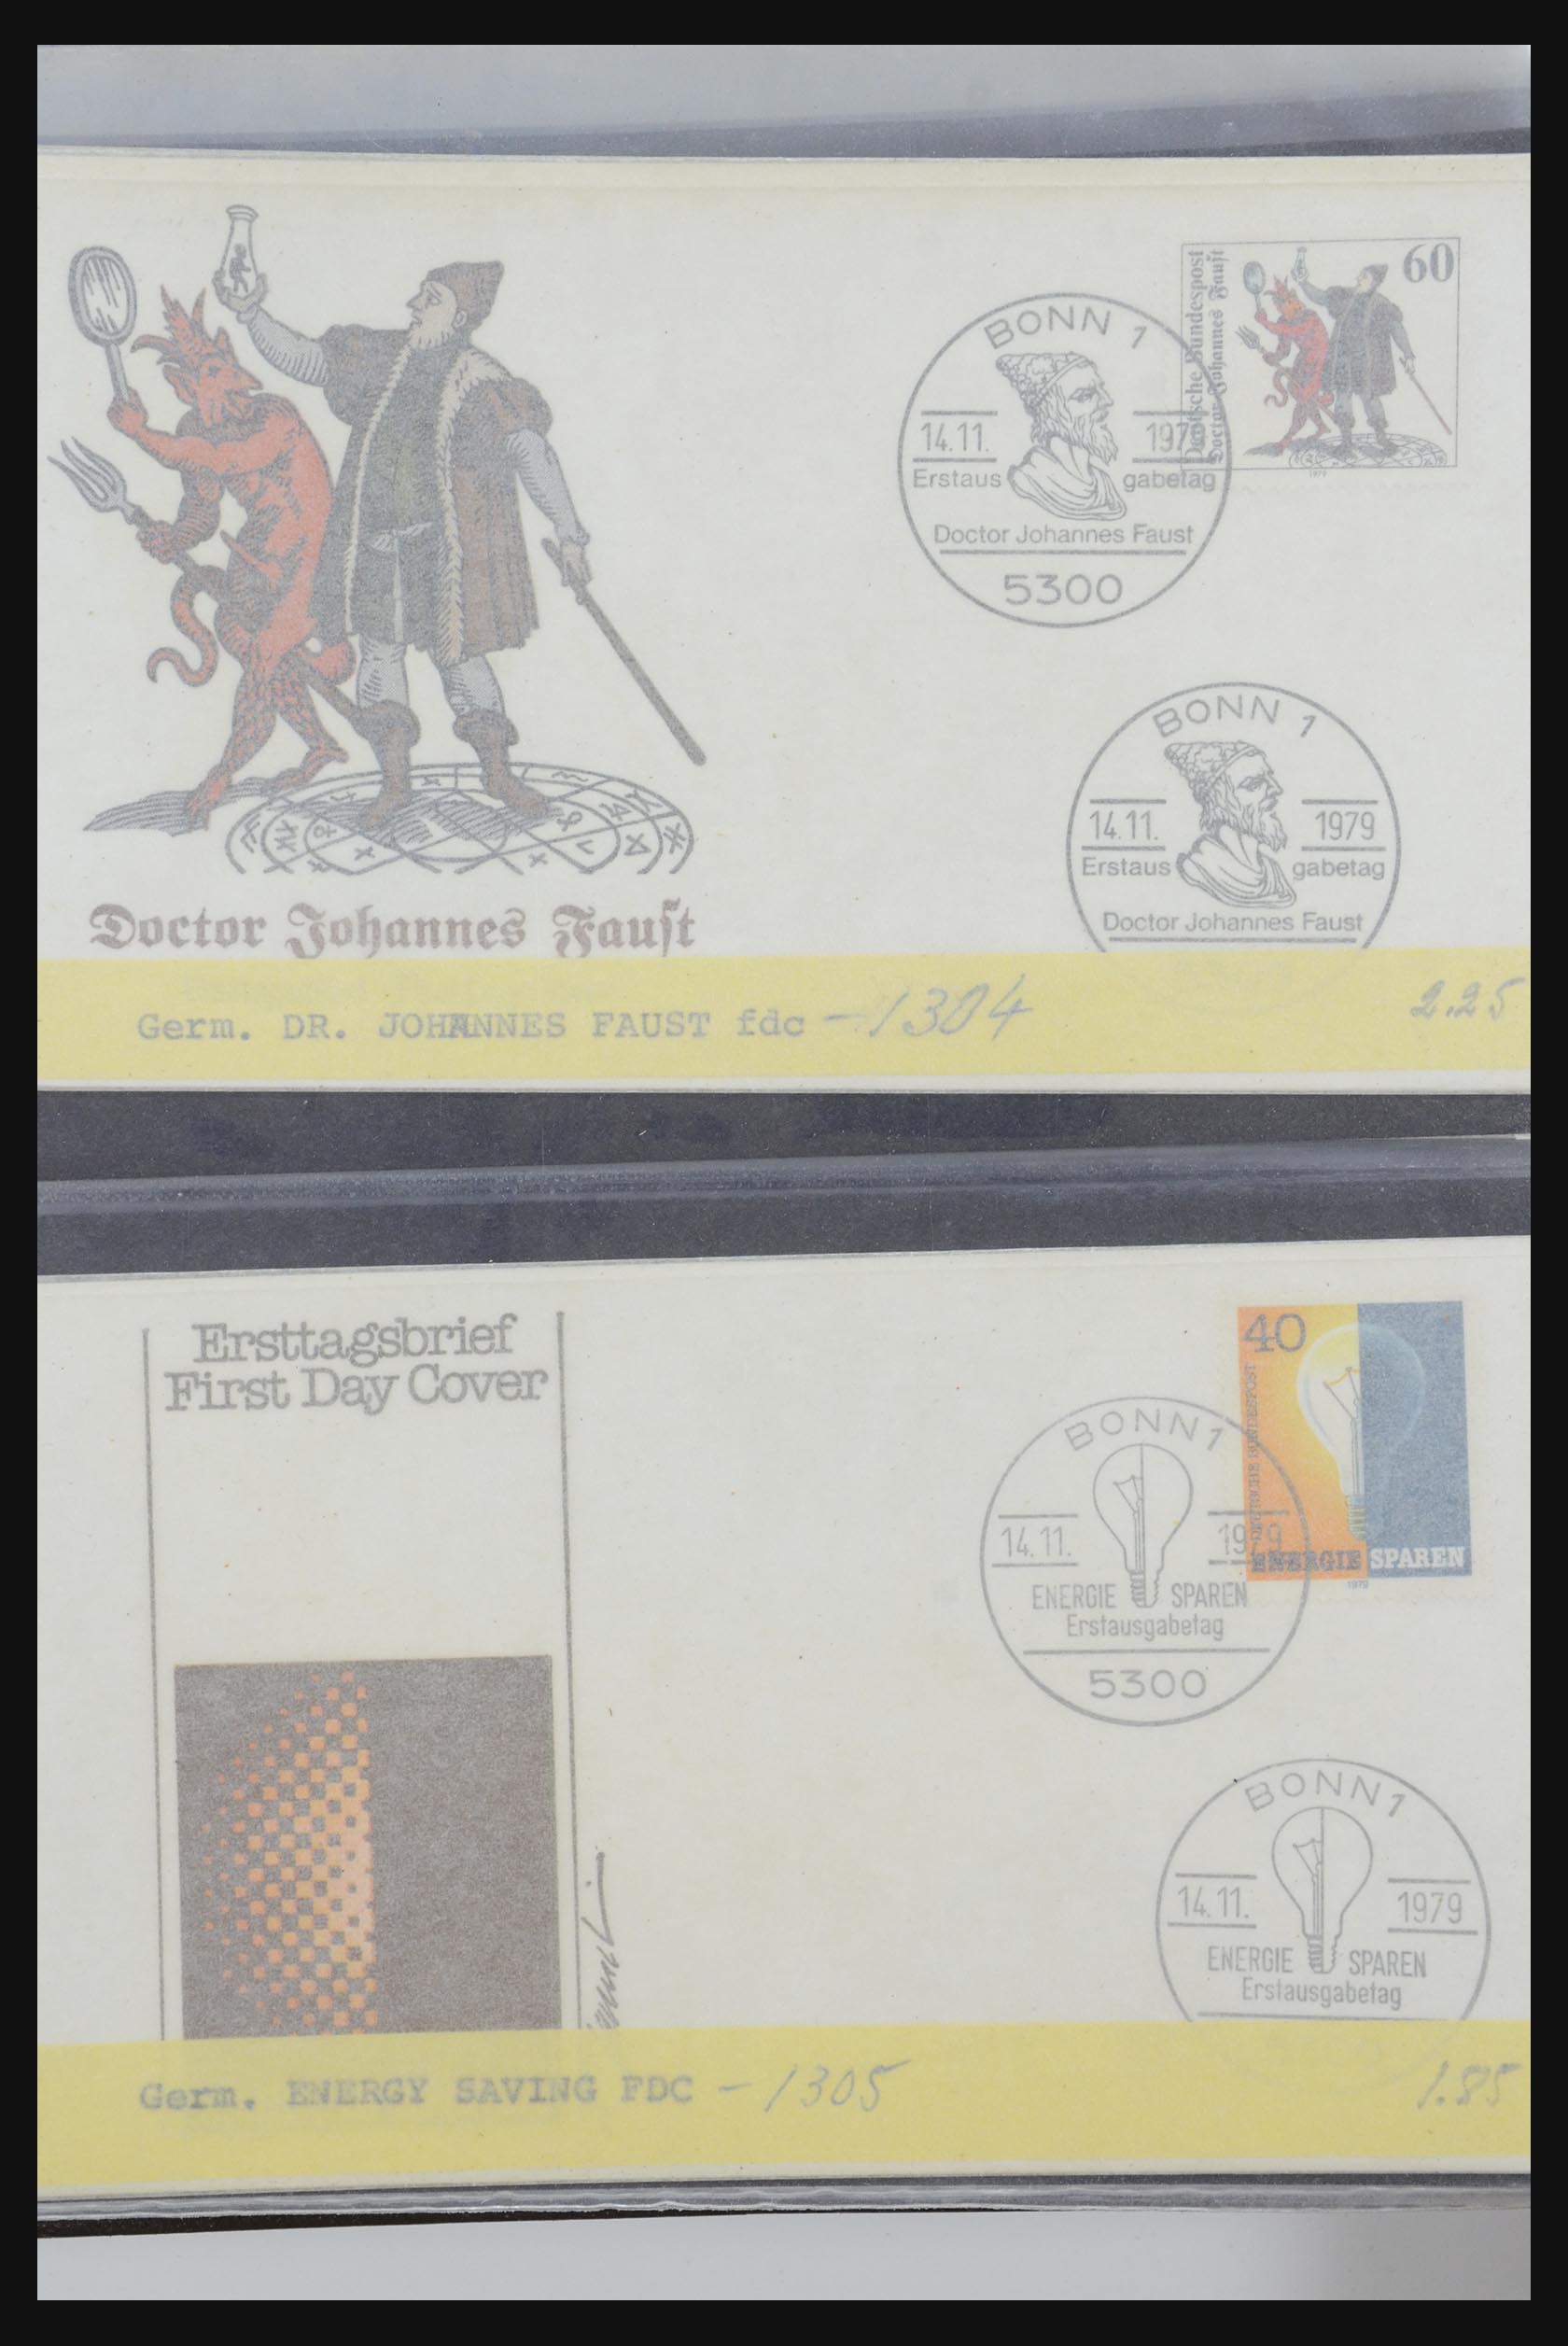 60
Deutsche Bundespost
Doctor Johannes Faust
1979
BONN 1
14.11. 1979
Erstaus gabetag
Doctor Johannes Faust
5300
BONN 1
14.11. 1979
Erstaus gabetag
Doctor Johannes Faust
Doctor Johannes Faust
Germ. DR. JOHANNES FAUST fdc - 1304 2.25
Ersttagsbrief
First Day Cover
40
DEUTSCHE BUNDESPOST
ENERGIE SPAREN
1979
BONN 1
14.11. 1979
ENERGIE SPAREN
Erstausgabetag
5300
BONN 1
14.11. 1979
ENERGIE SPAREN
Erstausgabetag
Germ. ENERGY SAVING FDC - 1305 1.85